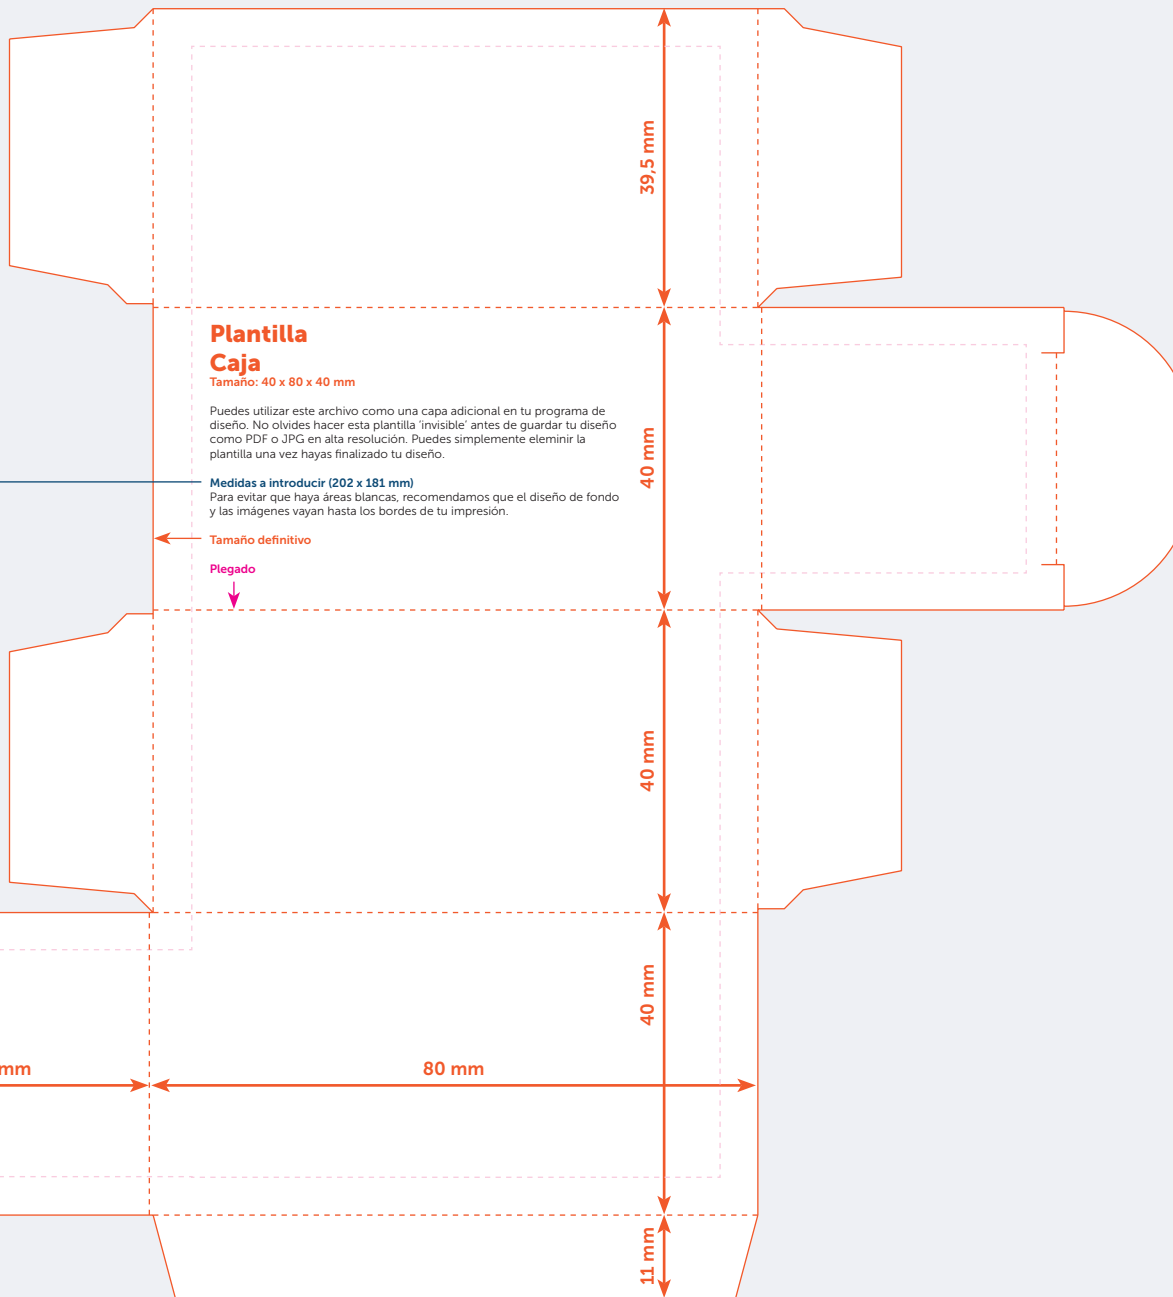 39,5 mm
Plantilla
Caja
Tamaño: 40 x 80 x 40 mm
Puedes utilizar este archivo como una capa adicional en tu programa de
diseño. No olvides hacer esta plantilla ‘invisible’ antes de guardar tu diseño
como PDF o JPG en alta resolución. Puedes simplemente eleminir la
plantilla una vez hayas finalizado tu diseño.
40 mm
Medidas a introducir (202 x 181 mm)
Para evitar que haya áreas blancas, recomendamos que el diseño de fondo
y las imágenes vayan hasta los bordes de tu impresión.
Tamaño definitivo
Plegado
40 mm
40 mm
mm
80 mm
11 mm